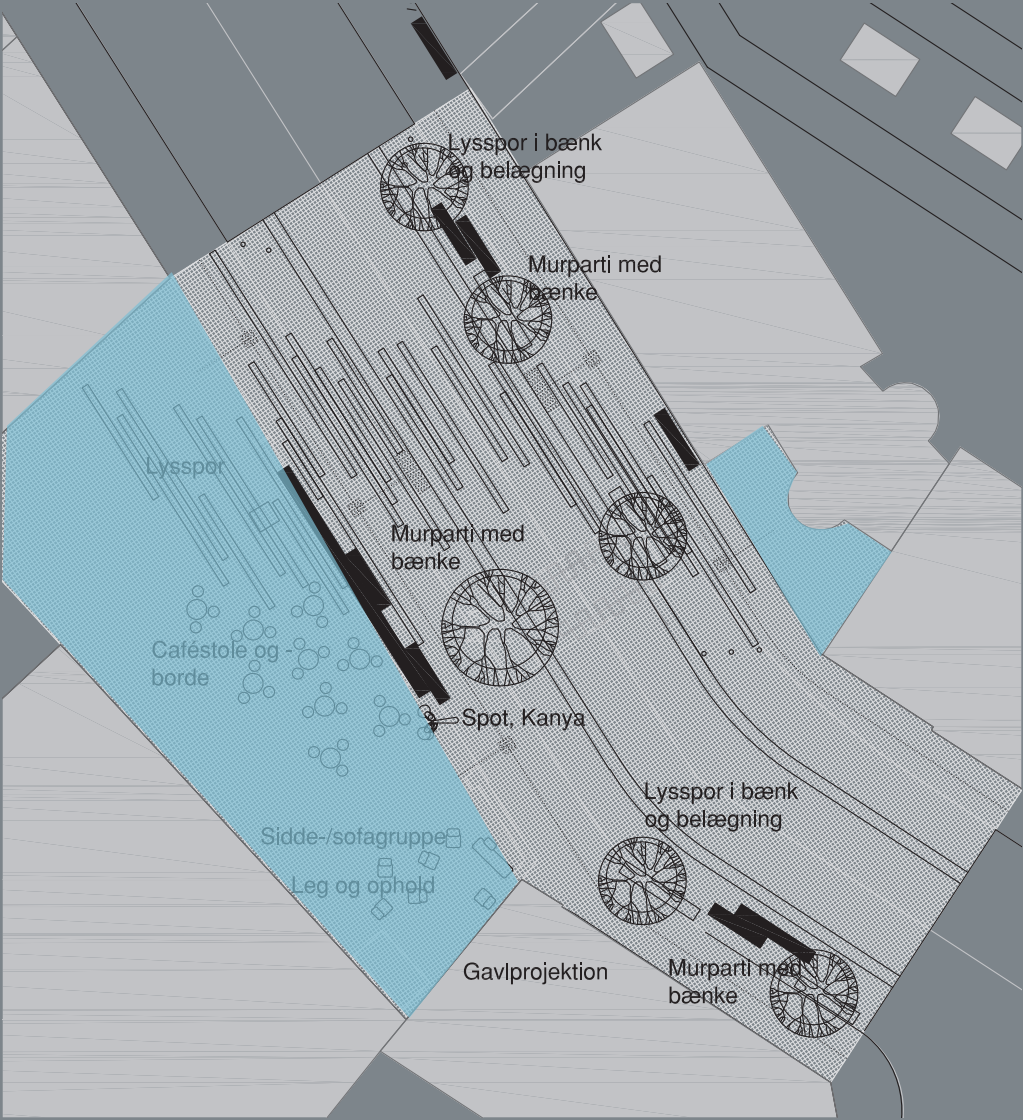 Lysspor i bænk
og belægning
Murparti med
bænke
Lysspor
Murparti med
bænke
Caféstole og -
borde
Spot, Kanya
Lysspor i bænk
og belægning
Sidde-/sofagruppe
Leg og ophold
Gavlprojektion
Murparti med
bænke